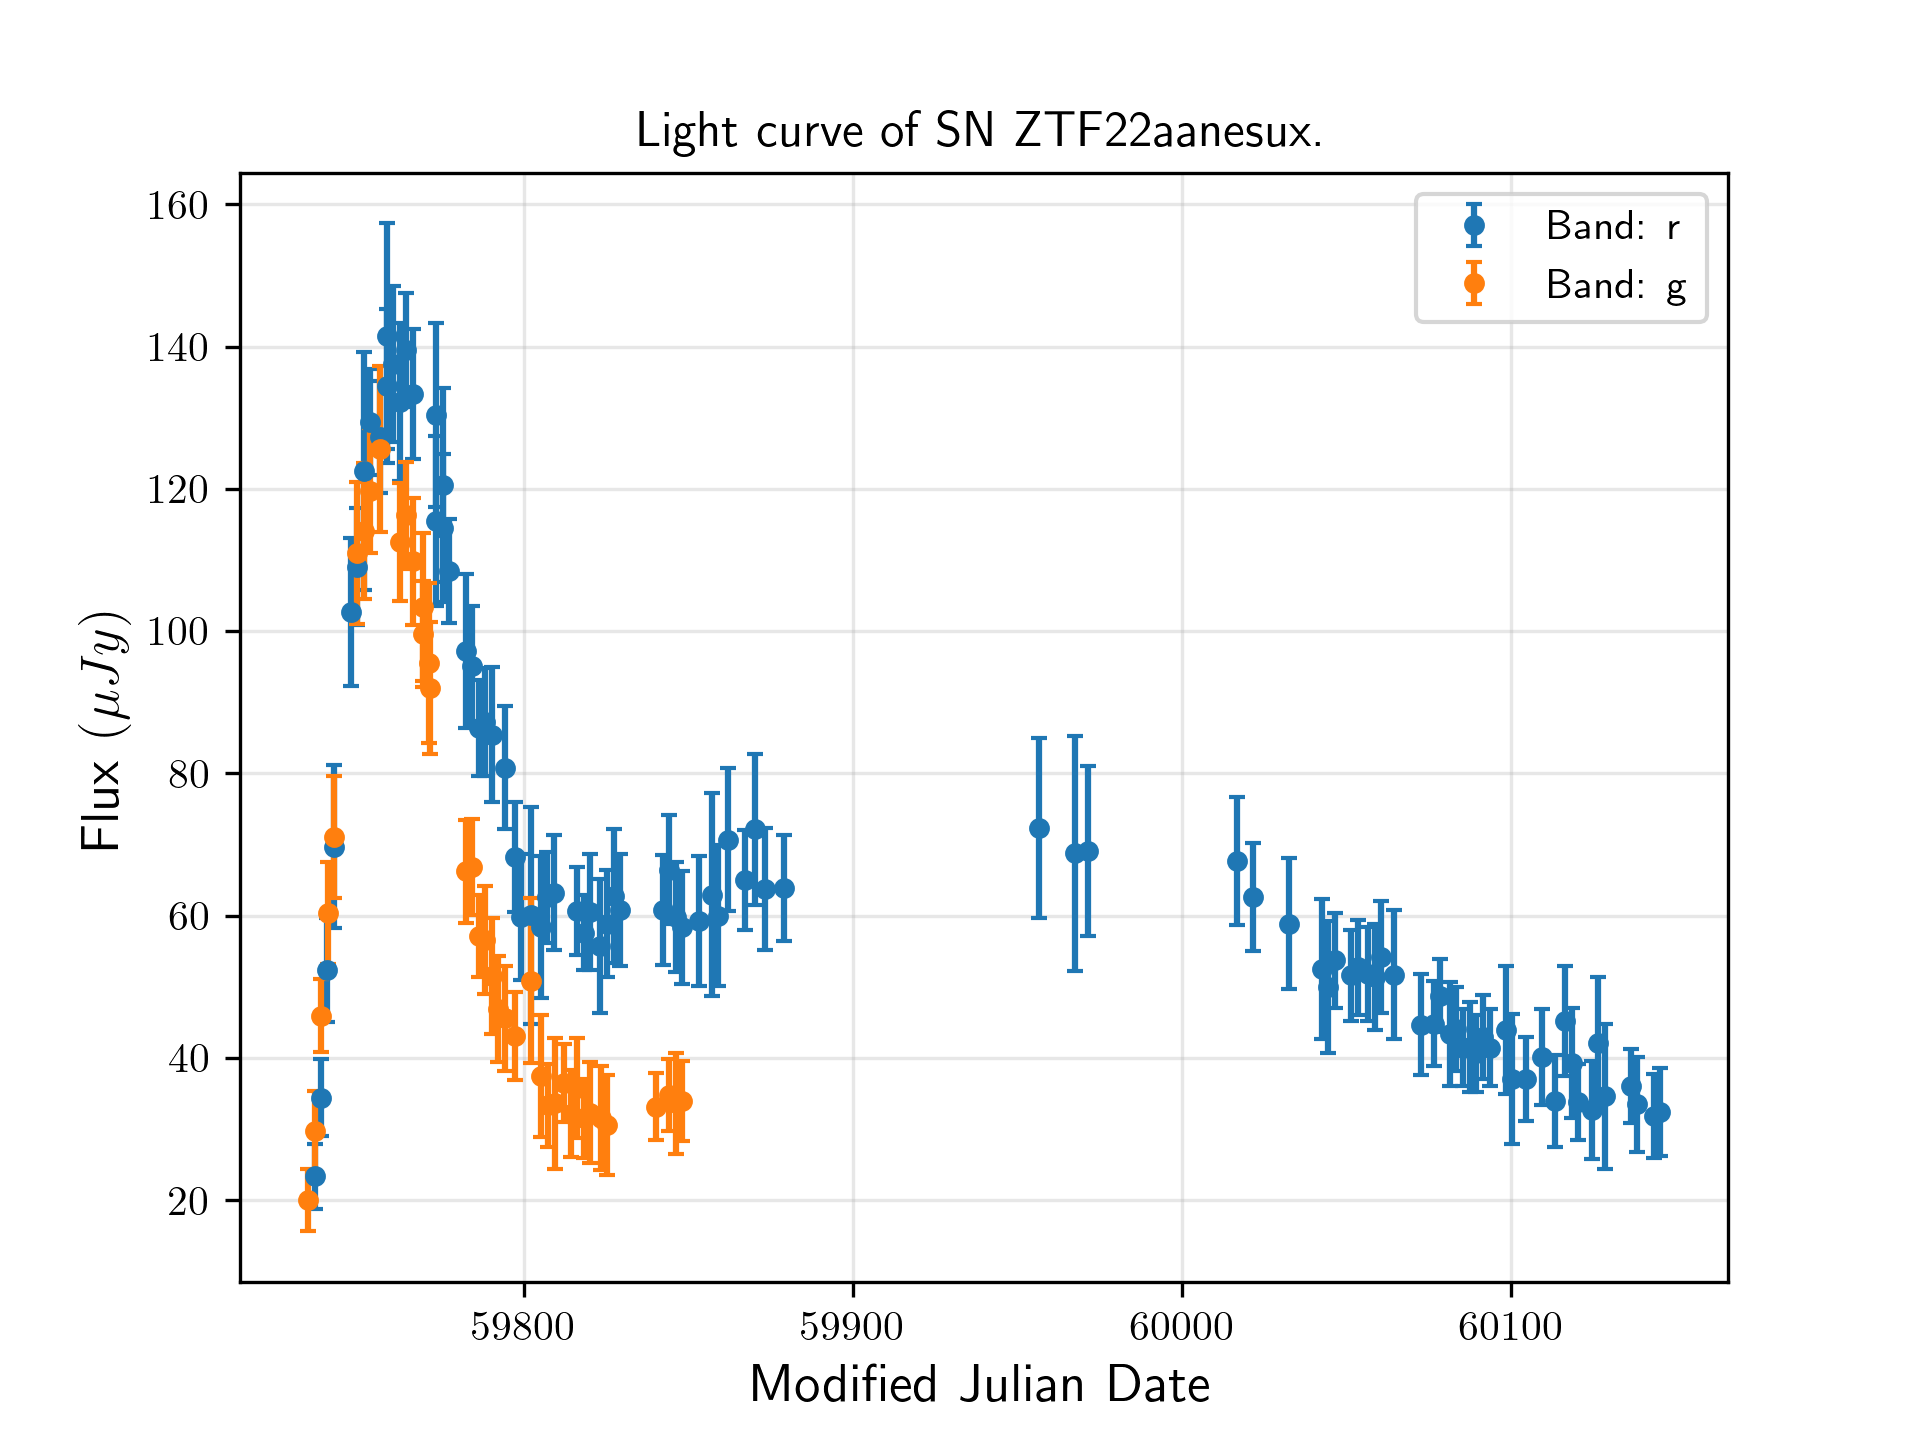 Light curve of SN ZTF22aanesux.
160
140
120
100
80
60
40
20
Flux (μJy)
Band: r
Band: g
59800
59900
60000
60100
Modified Julian Date